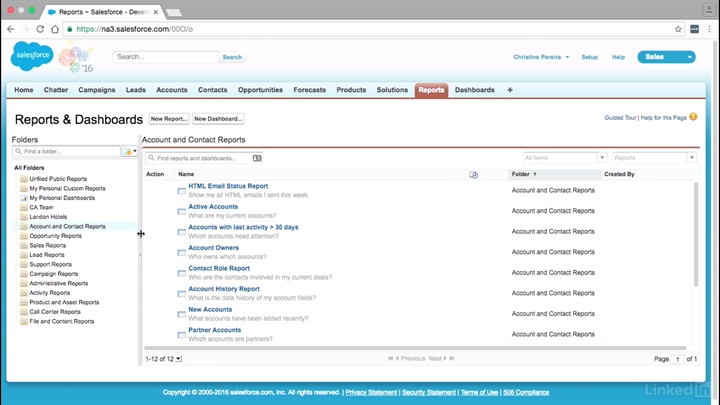 Reports ~ Salesforce - Develo
https://na3.salesforce.com/00O/o
salesforce
'16
Search...
Search
Christine Pereira
Setup
Help
Sales
Home
Chatter
Campaigns
Leads
Accounts
Contacts
Opportunities
Forecasts
Products
Solutions
Reports
Dashboards
+
Reports & Dashboards
New Report...
New Dashboard...
Guided Tour | Help for this Page
Folders
Find a folder...
All Folders
Unfiled Public Reports
My Personal Custom Reports
My Personal Dashboards
CA Team
Landon Hotels
Account and Contact Reports
Opportunity Reports
Sales Reports
Lead Reports
Support Reports
Campaign Reports
Administrative Reports
Activity Reports
Product and Asset Reports
Call Center Reports
File and Content Reports
Account and Contact Reports
Find reports and dashboards...
All Items
Reports
Action
Name
Folder
Created By
HTML Email Status Report
Show me all HTML emails I sent this week.
Account and Contact Reports
Active Accounts
What are my current accounts?
Account and Contact Reports
Accounts with last activity > 30 days
Which accounts need attention?
Account and Contact Reports
Account Owners
Who owns which accounts?
Account and Contact Reports
Contact Role Report
Who are the contacts involved in my current deals?
Account and Contact Reports
Account History Report
What is the data history of my account fields?
Account and Contact Reports
New Accounts
What accounts have been added recently?
Account and Contact Reports
Partner Accounts
Which accounts are partners?
Account and Contact Reports
1-12 of 12
Previous
Next
Page 1 of 1
Copyright © 2000-2016 salesforce.com, inc. All rights reserved. | Privacy Statement | Security Statement | Terms of Use | 508 Compliance
LinkedIn